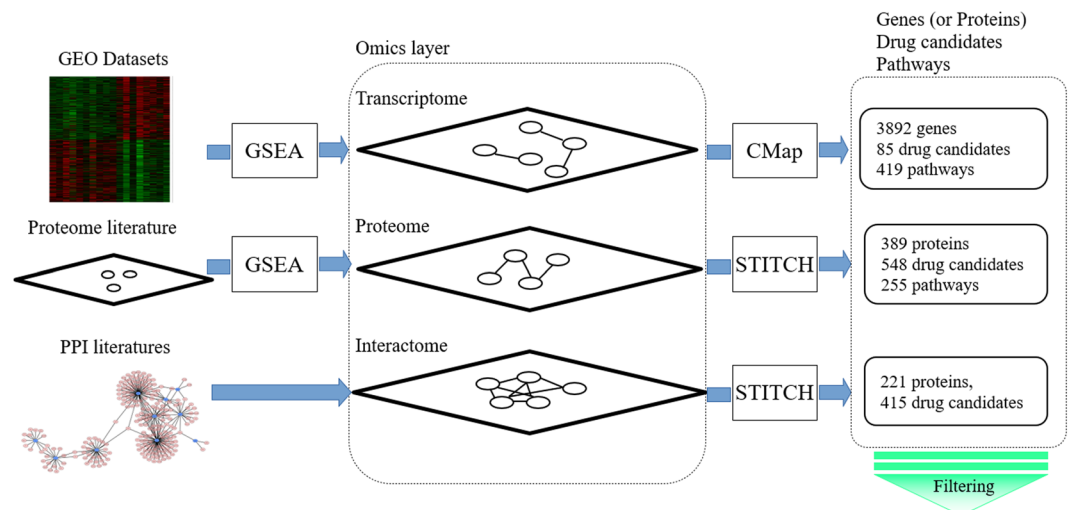 GEO Datasets
Omics layer
Genes (or Proteins)
Drug candidates
Pathways
Transcriptome
GSEA
CMap
3892 genes
85 drug candidates
419 pathways
Proteome literature
Proteome
GSEA
STITCH
389 proteins
548 drug candidates
255 pathways
PPI literatures
Interactome
STITCH
221 proteins,
415 drug candidates
Filtering